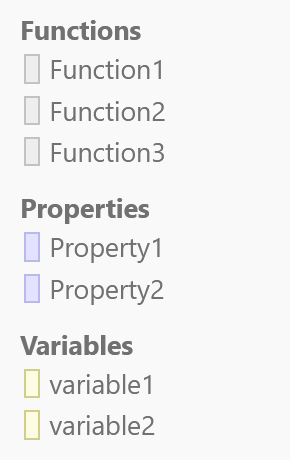 Functions
Function1
Function2
Function3
Properties
Property1
Property2
Variables
variable1
variable2